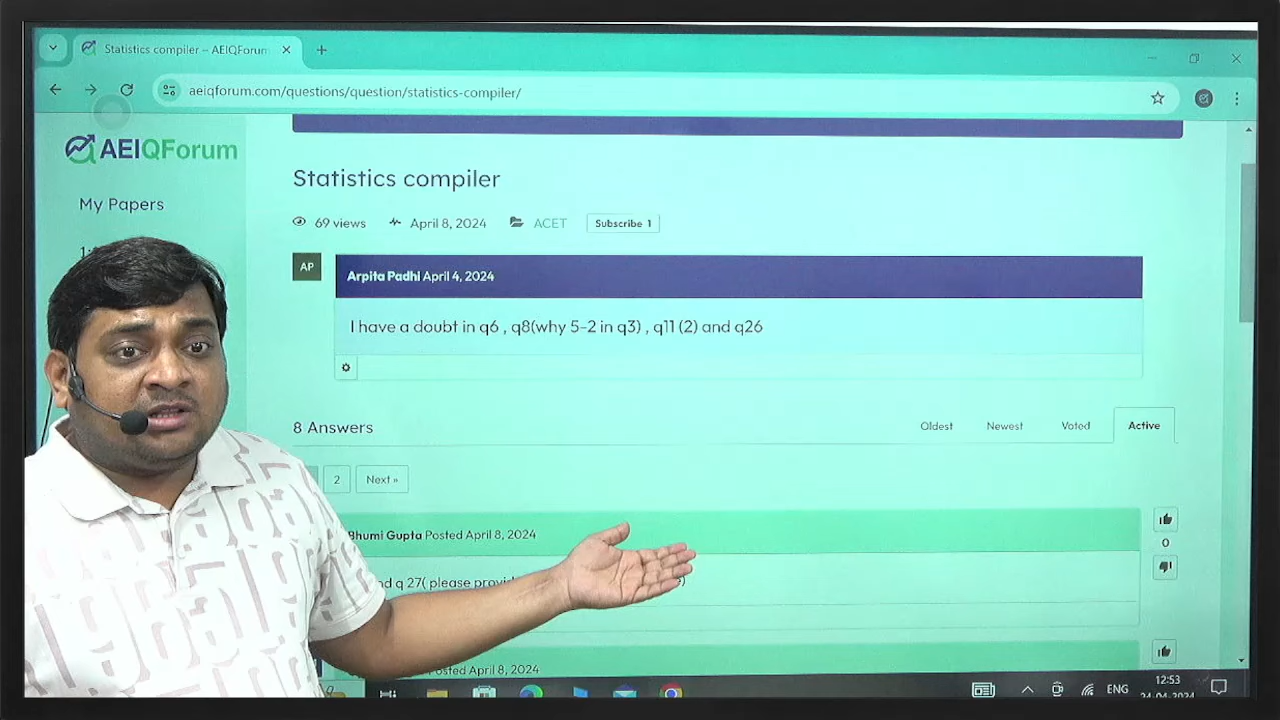 Statistics compiler – AEIQForum
aeiqforum.com/questions/question/statistics-compiler/
AEIQForum
My Papers
Statistics compiler
69 views April 8, 2024 ACET Subscribe 1
AP
Arpita Padhi April 4, 2024
I have a doubt in q6 , q8(why 5-2 in q3) , q11 (2) and q26
8 Answers
Oldest Newest Voted Active
2 Next »
Bhumi Gupta Posted April 8, 2024
0
q 27( please
April 8, 2024
ENG
12:53
24-04-2024